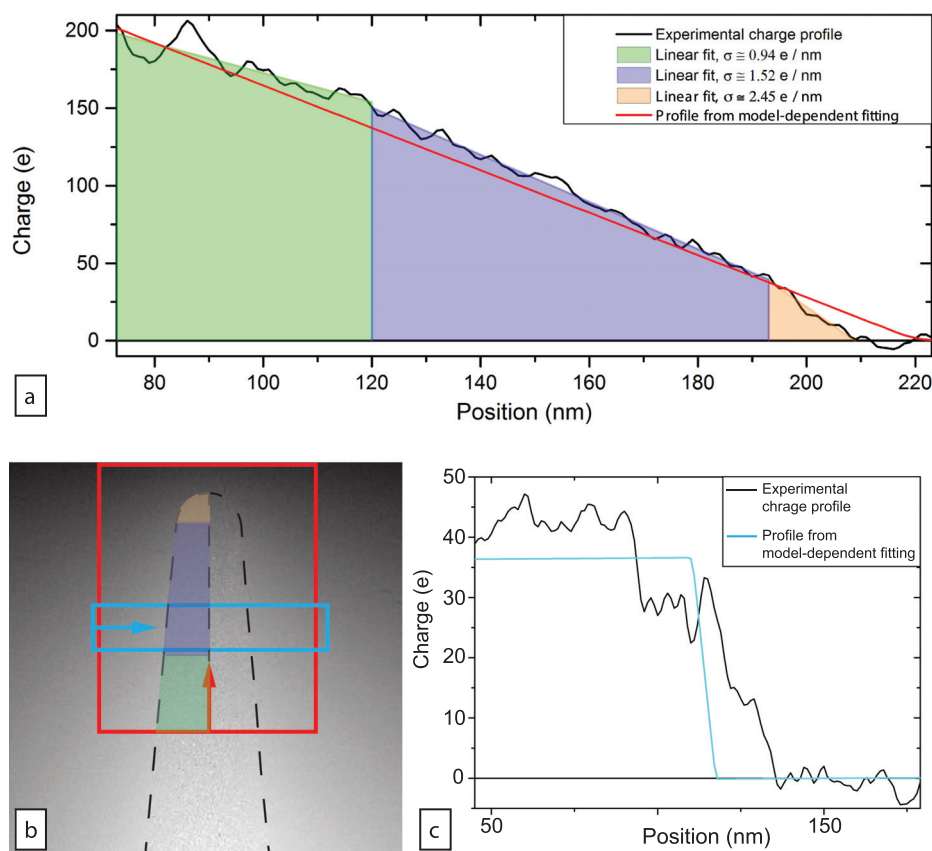 200
150
100
50
0
Charge (e)
Experimental charge profile
Linear fit, σ ≅ 0.94 e / nm
Linear fit, σ ≅ 1.52 e / nm
Linear fit, σ ≅ 2.45 e / nm
Profile from model-dependent fitting
80 100 120 140 160 180 200 220
Position (nm)
a
b
50
40
30
20
10
0
Charge (e)
Experimental
chrage profile
Profile from
model-dependent fitting
50 150
Position (nm)
c